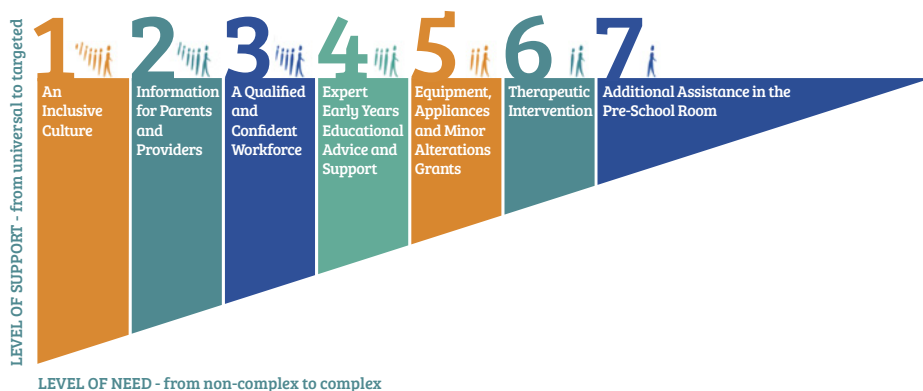 LEVEL OF SUPPORT - from universal to targeted
1
An
Inclusive
Culture
2
Information
for Parents
and
Providers
3
A Qualified
and
Confident
Workforce
4
Expert
Early Years
Educational
Advice and
Support
5
Equipment,
Appliances
and Minor
Alterations
Grants
6
Therapeutic
Intervention
7
Additional Assistance in the
Pre-School Room
LEVEL OF NEED - from non-complex to complex